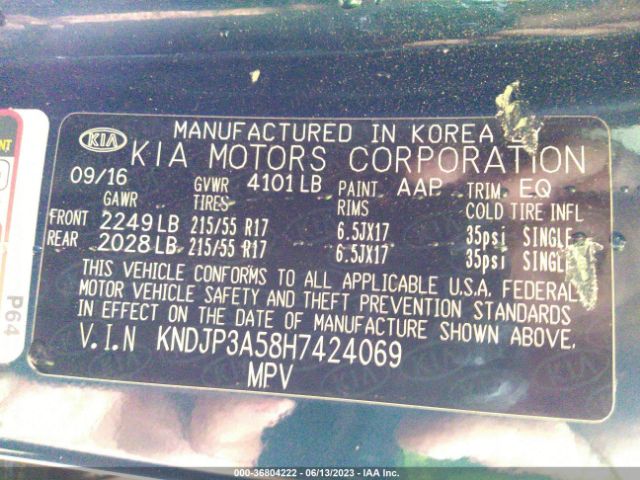 KIA
MANUFACTURED IN KOREA BY
KIA MOTORS CORPORATION
09/16 GVWR 4101 LB PAINT AAP TRIM EQ
GAWR TIRES RIMS COLD TIRE INFL
FRONT 2249 LB 215/55 R17 6.5JX17 35psi SINGLE
REAR 2028 LB 215/55 R17 6.5JX17 35psi SINGLE
THIS VEHICLE CONFORMS TO ALL APPLICABLE U.S.A. FEDERAL
MOTOR VEHICLE SAFETY AND THEFT PREVENTION STANDARDS
IN EFFECT ON THE DATE OF MANUFACTURE SHOWN ABOVE.
V.I.N KNDJP3A58H7424069
MPV
P64
000-36804222 - 06/13/2023 - IAA Inc.